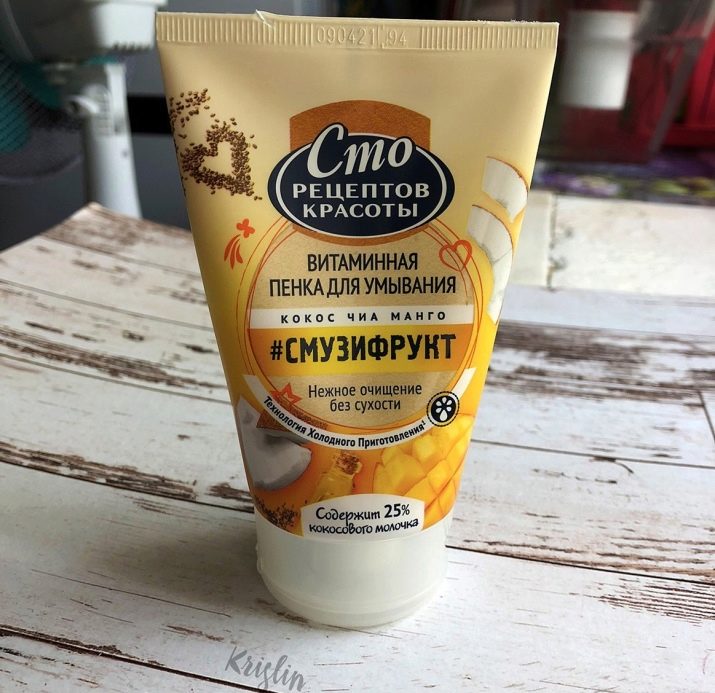 090421 94
Сто
РЕЦЕПТОВ
КРАСОТЫ
ВИТАМИННАЯ
ПЕНКА ДЛЯ УМЫВАНИЯ
КОКОС ЧИА МАНГО
#СМУЗИФРУКТ
Нежное очищение
без сухости
Технология Холодного Приготовления¹
Содержит 25%
кокосового молочка
Krislin